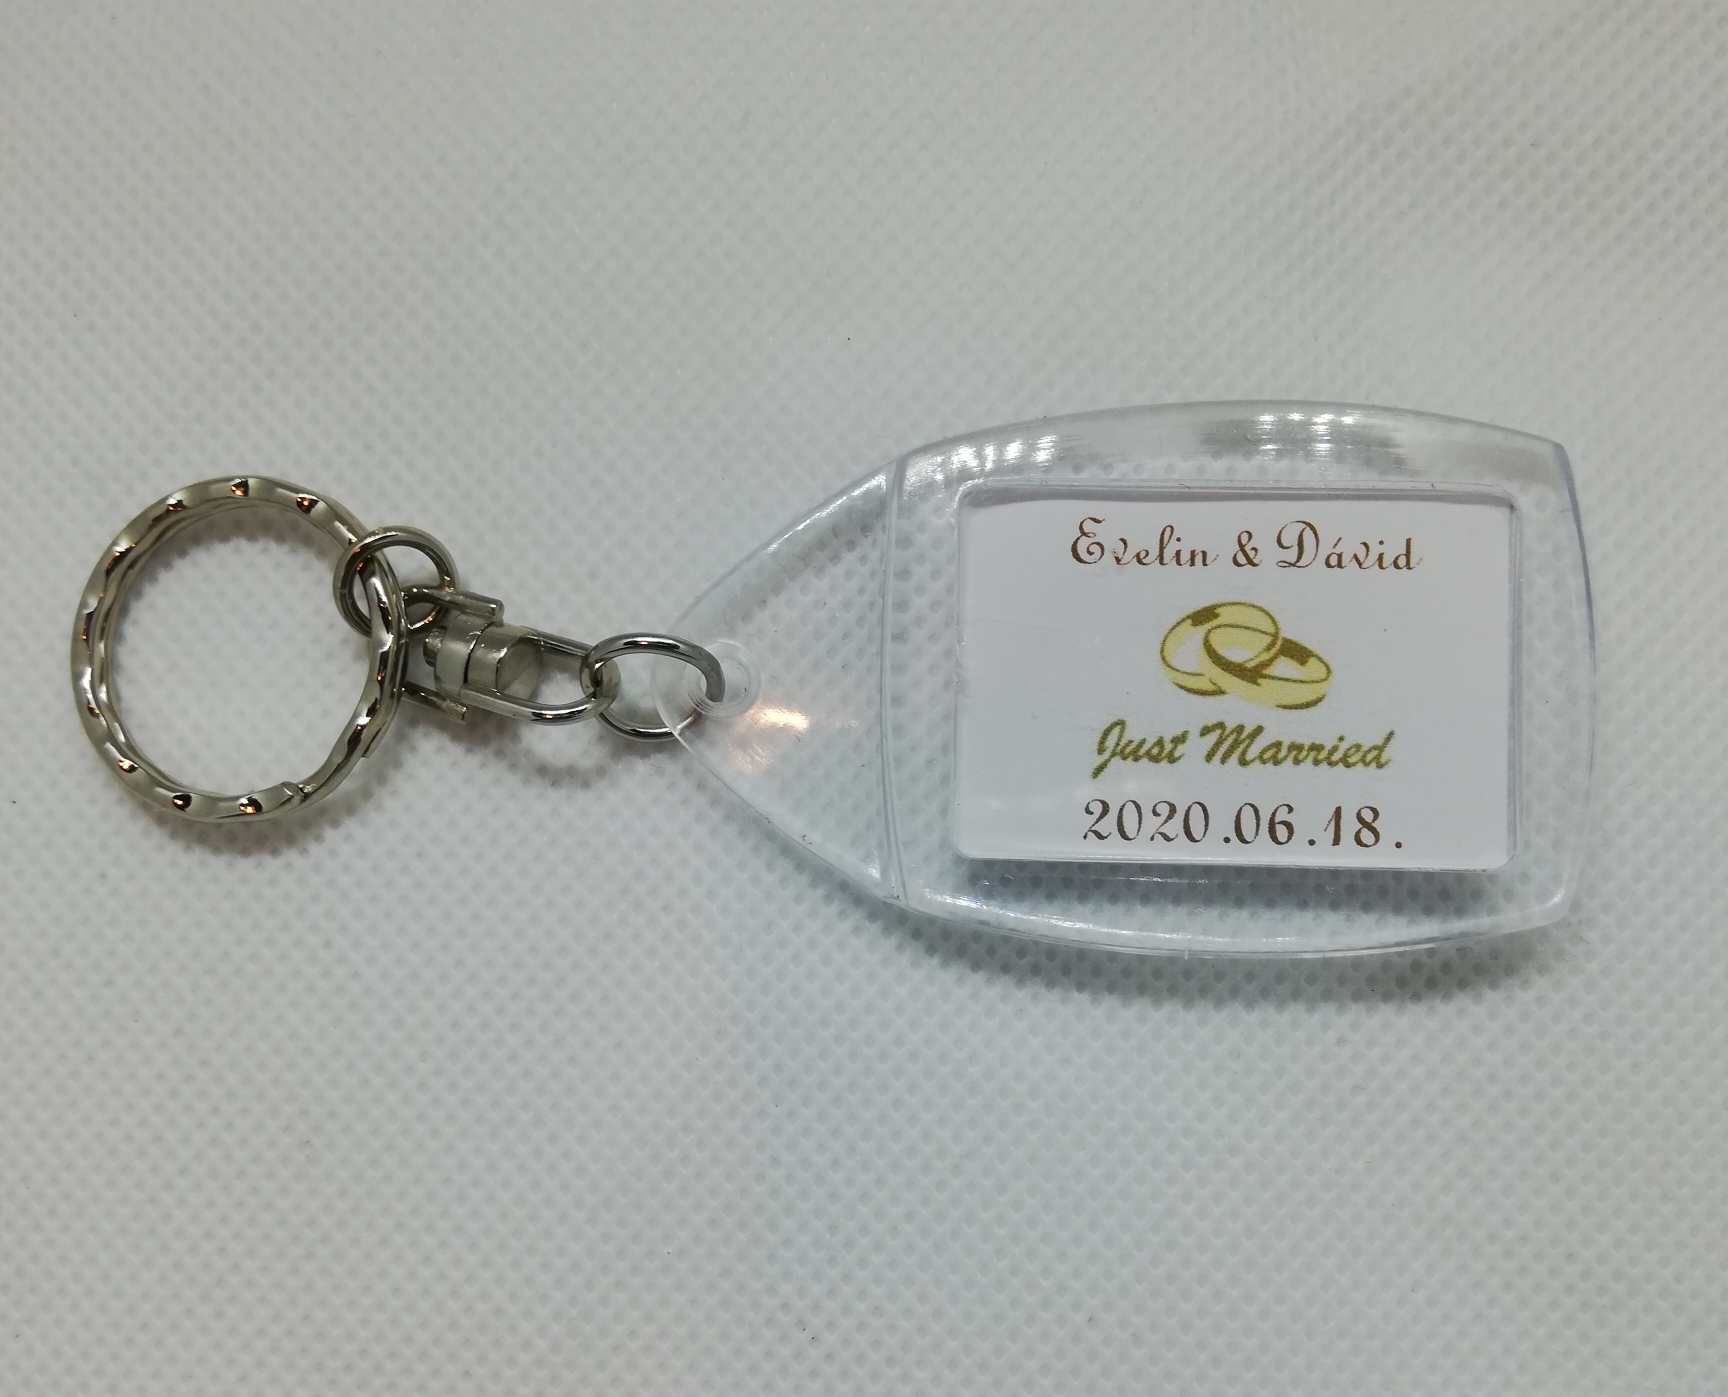 Evelin & Dávid
Just Married
2020.06.18.